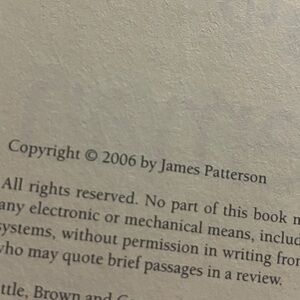 Copyright © 2006 by James Patterson
All rights reserved. No part of this book
any electronic or mechanical means,
systems, without permission in writing
who may quote brief passages in a review.
Brown and